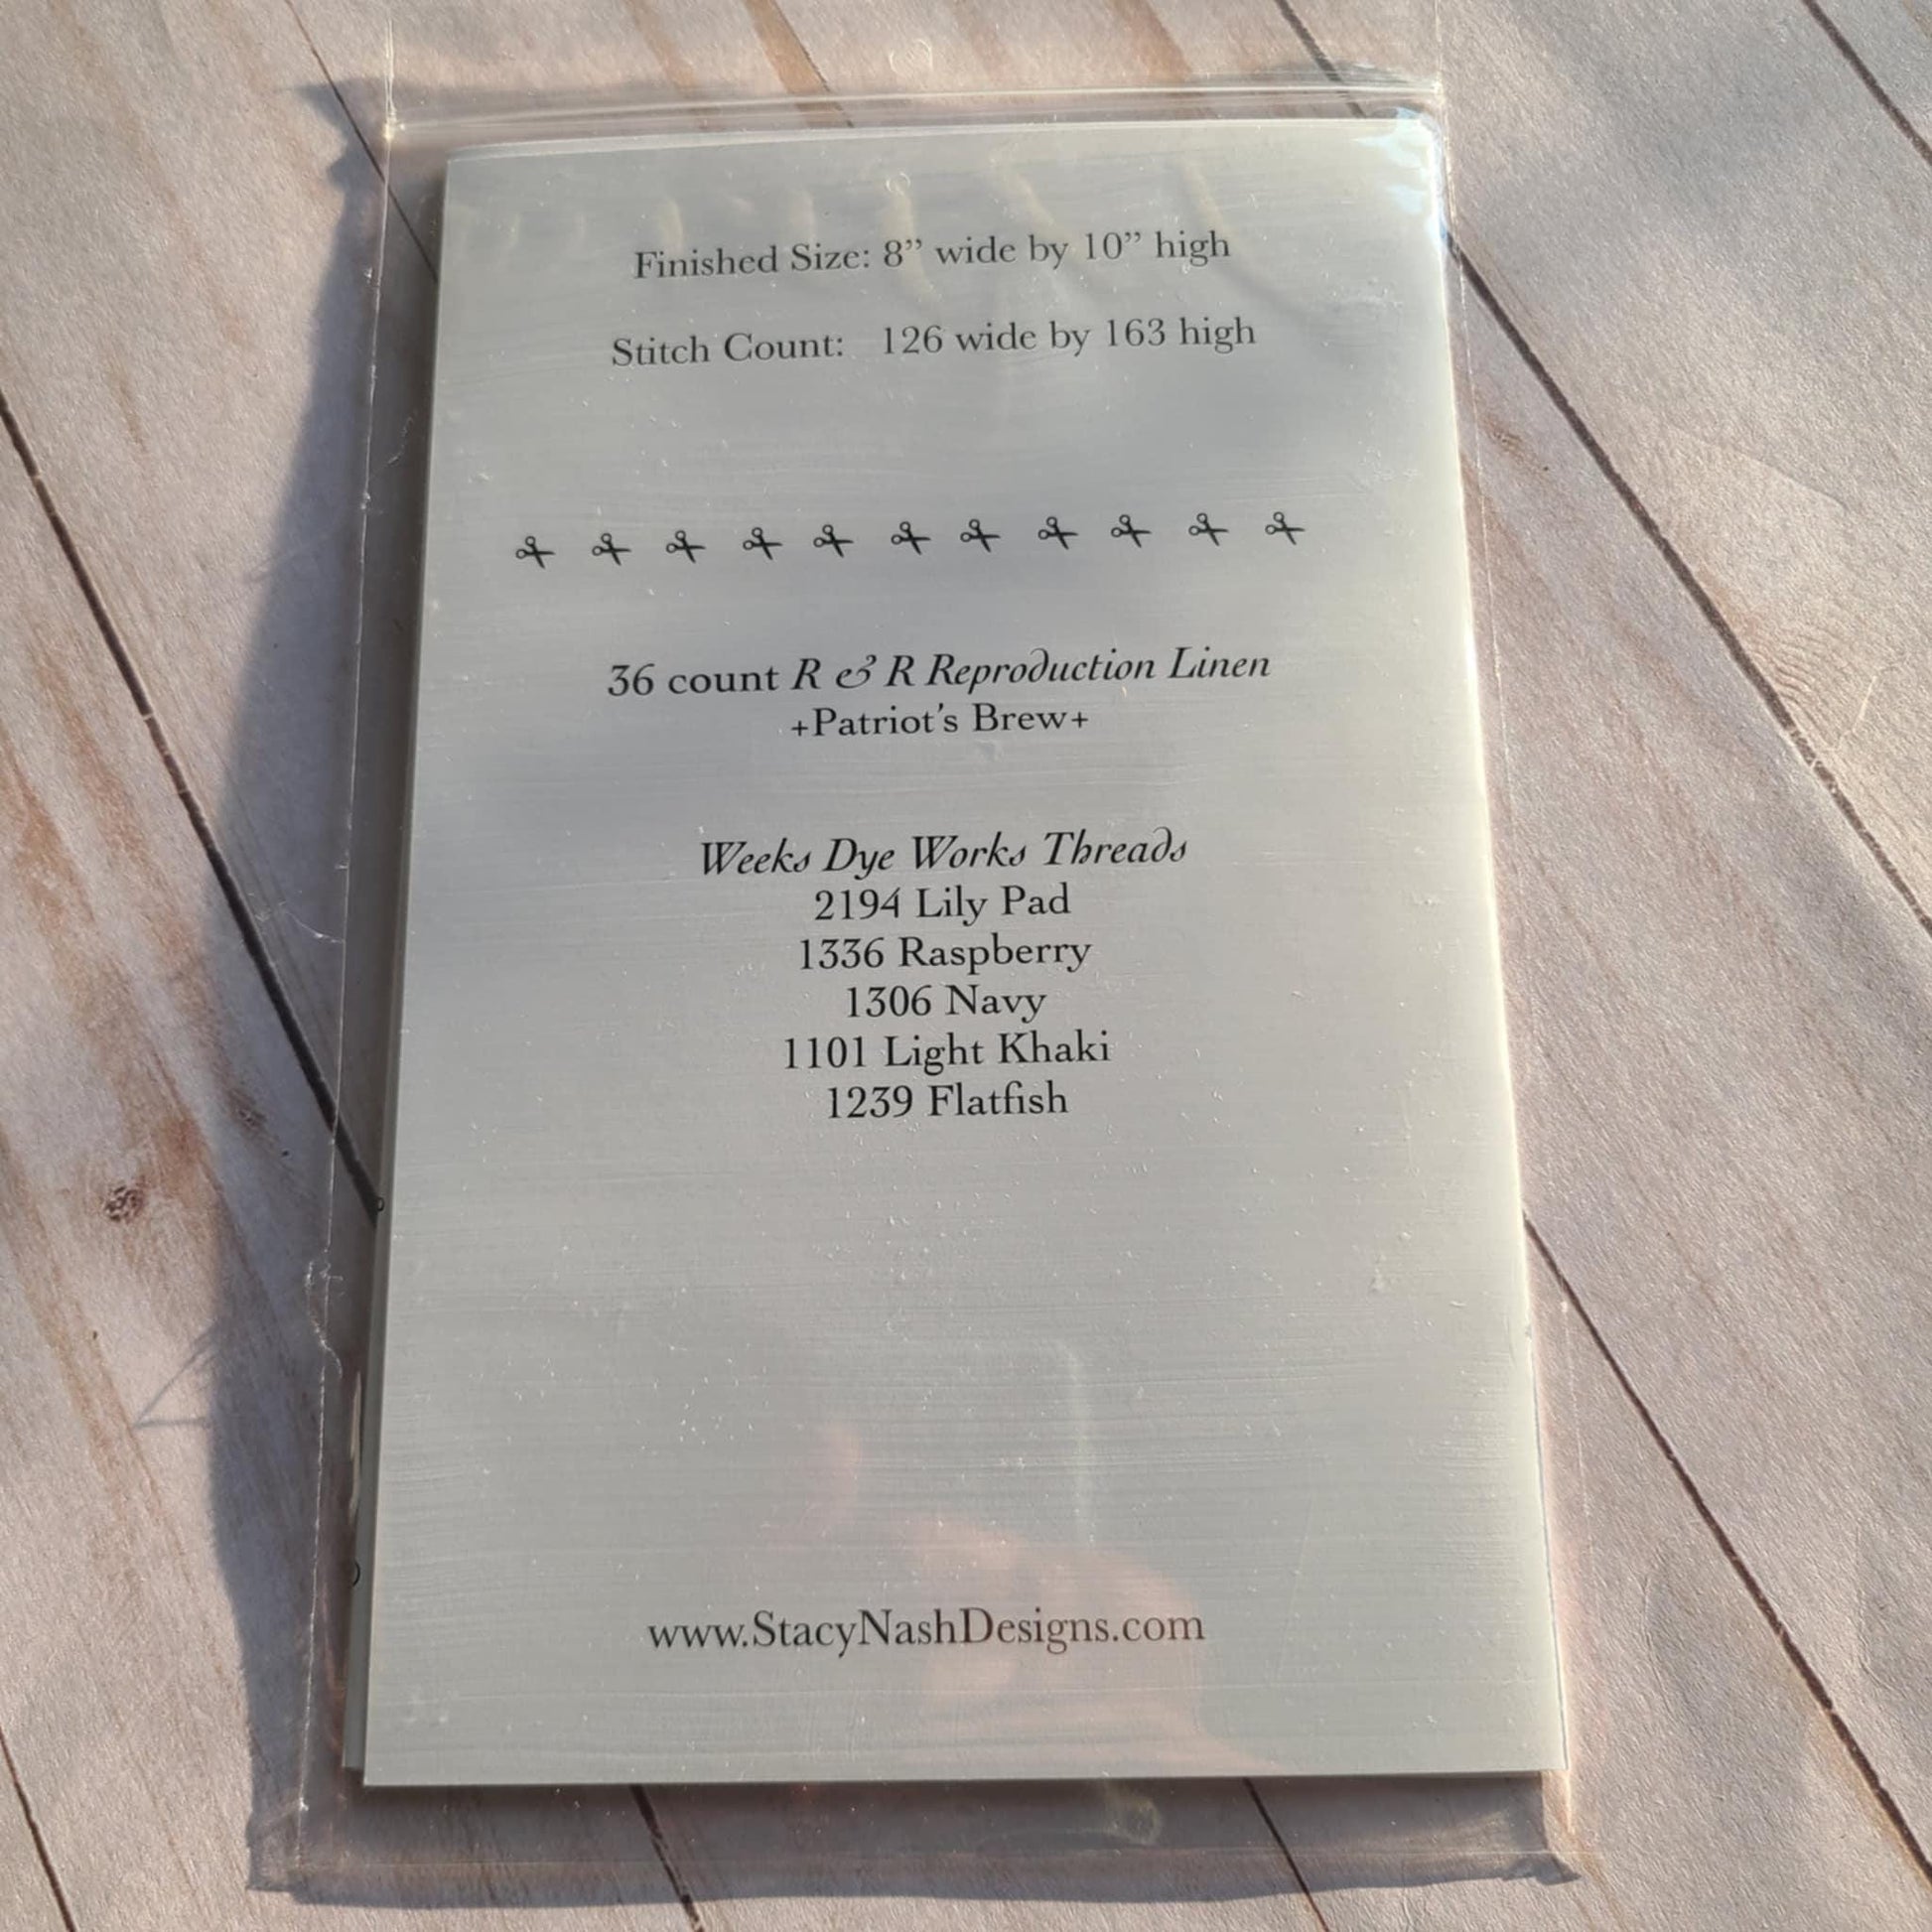 Finished Size: 8” wide by 10” high
Stitch Count: 126 wide by 163 high
36 count R & R Reproduction Linen
+Patriot's Brew+
Weeks Dye Works Threads
2194 Lily Pad
1336 Raspberry
1306 Navy
1101 Light Khaki
1239 Flatfish
www.StacyNashDesigns.com